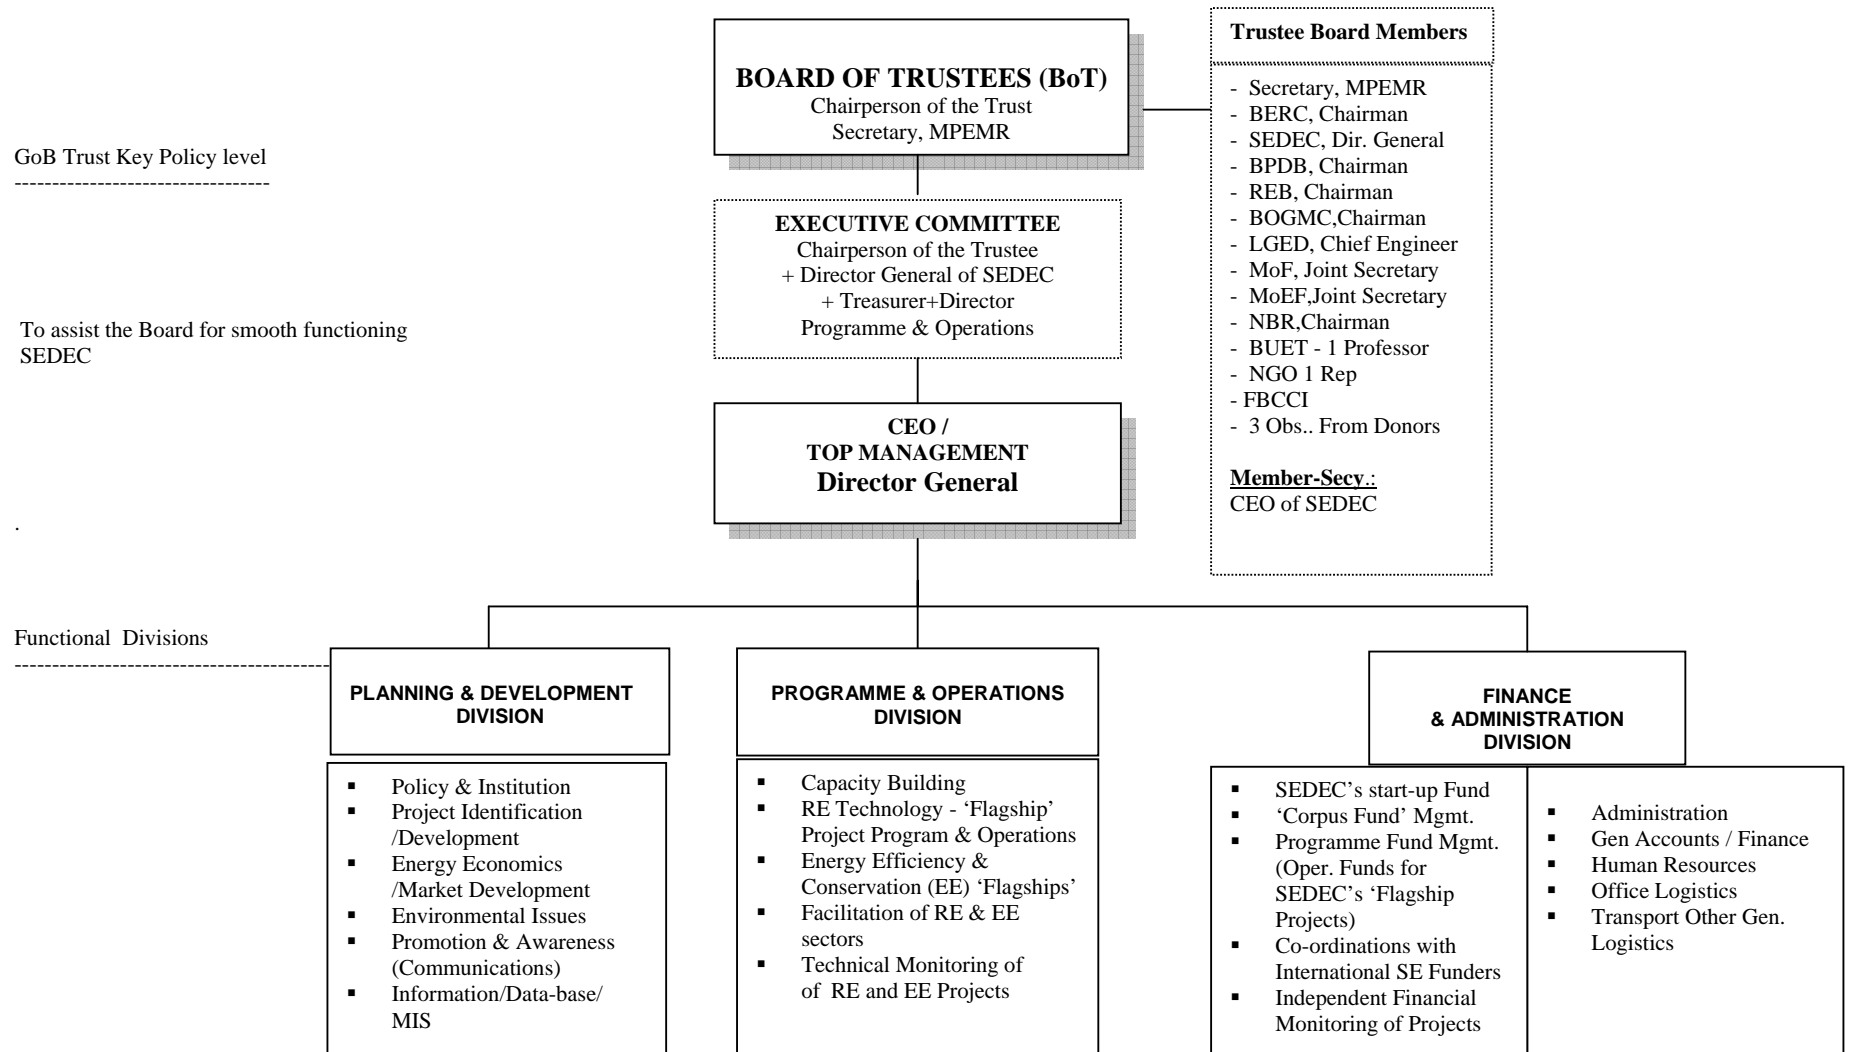 BOARD OF TRUSTEES (BoT)
Chairperson of the Trust
Secretary, MPEMR
Trustee Board Members
- Secretary, MPEMR
- BERC, Chairman
- SEDEC, Dir. General
- BPDB, Chairman
- REB, Chairman
- BOGMC,Chairman
- LGED, Chief Engineer
- MoF, Joint Secretary
- MoEF,Joint Secretary
- NBR,Chairman
- BUET - 1 Professor
- NGO 1 Rep
- FBCCI
- 3 Obs.. From Donors
Member-Secy.:
CEO of SEDEC
GoB Trust Key Policy level
----------------------------------
EXECUTIVE COMMITTEE
Chairperson of the Trustee
+ Director General of SEDEC
+ Treasurer+Director
Programme & Operations
To assist the Board for smooth functioning
SEDEC
CEO /
TOP MANAGEMENT
Director General
.
Functional  Divisions
------------------------------------------
PLANNING & DEVELOPMENT
DIVISION
▪ Policy & Institution
▪ Project Identification
/Development
▪ Energy Economics
/Market Development
▪ Environmental Issues
▪ Promotion & Awareness
(Communications)
▪ Information/Data-base/
MIS
PROGRAMME & OPERATIONS
DIVISION
▪ Capacity Building
▪ RE Technology - ‘Flagship’
Project Program & Operations
▪ Energy Efficiency &
Conservation (EE) ‘Flagships’
▪ Facilitation of RE & EE
sectors
▪ Technical Monitoring of
of  RE and EE Projects
FINANCE
& ADMINISTRATION
DIVISION
▪ SEDEC’s start-up Fund
▪ ‘Corpus Fund’ Mgmt.
▪ Programme Fund Mgmt.
(Oper. Funds for
SEDEC’s ‘Flagship
Projects)
▪ Co-ordinations with
International SE Funders
▪ Independent Financial
Monitoring of Projects
▪ Administration
▪ Gen Accounts / Finance
▪ Human Resources
▪ Office Logistics
▪ Transport Other Gen.
Logistics